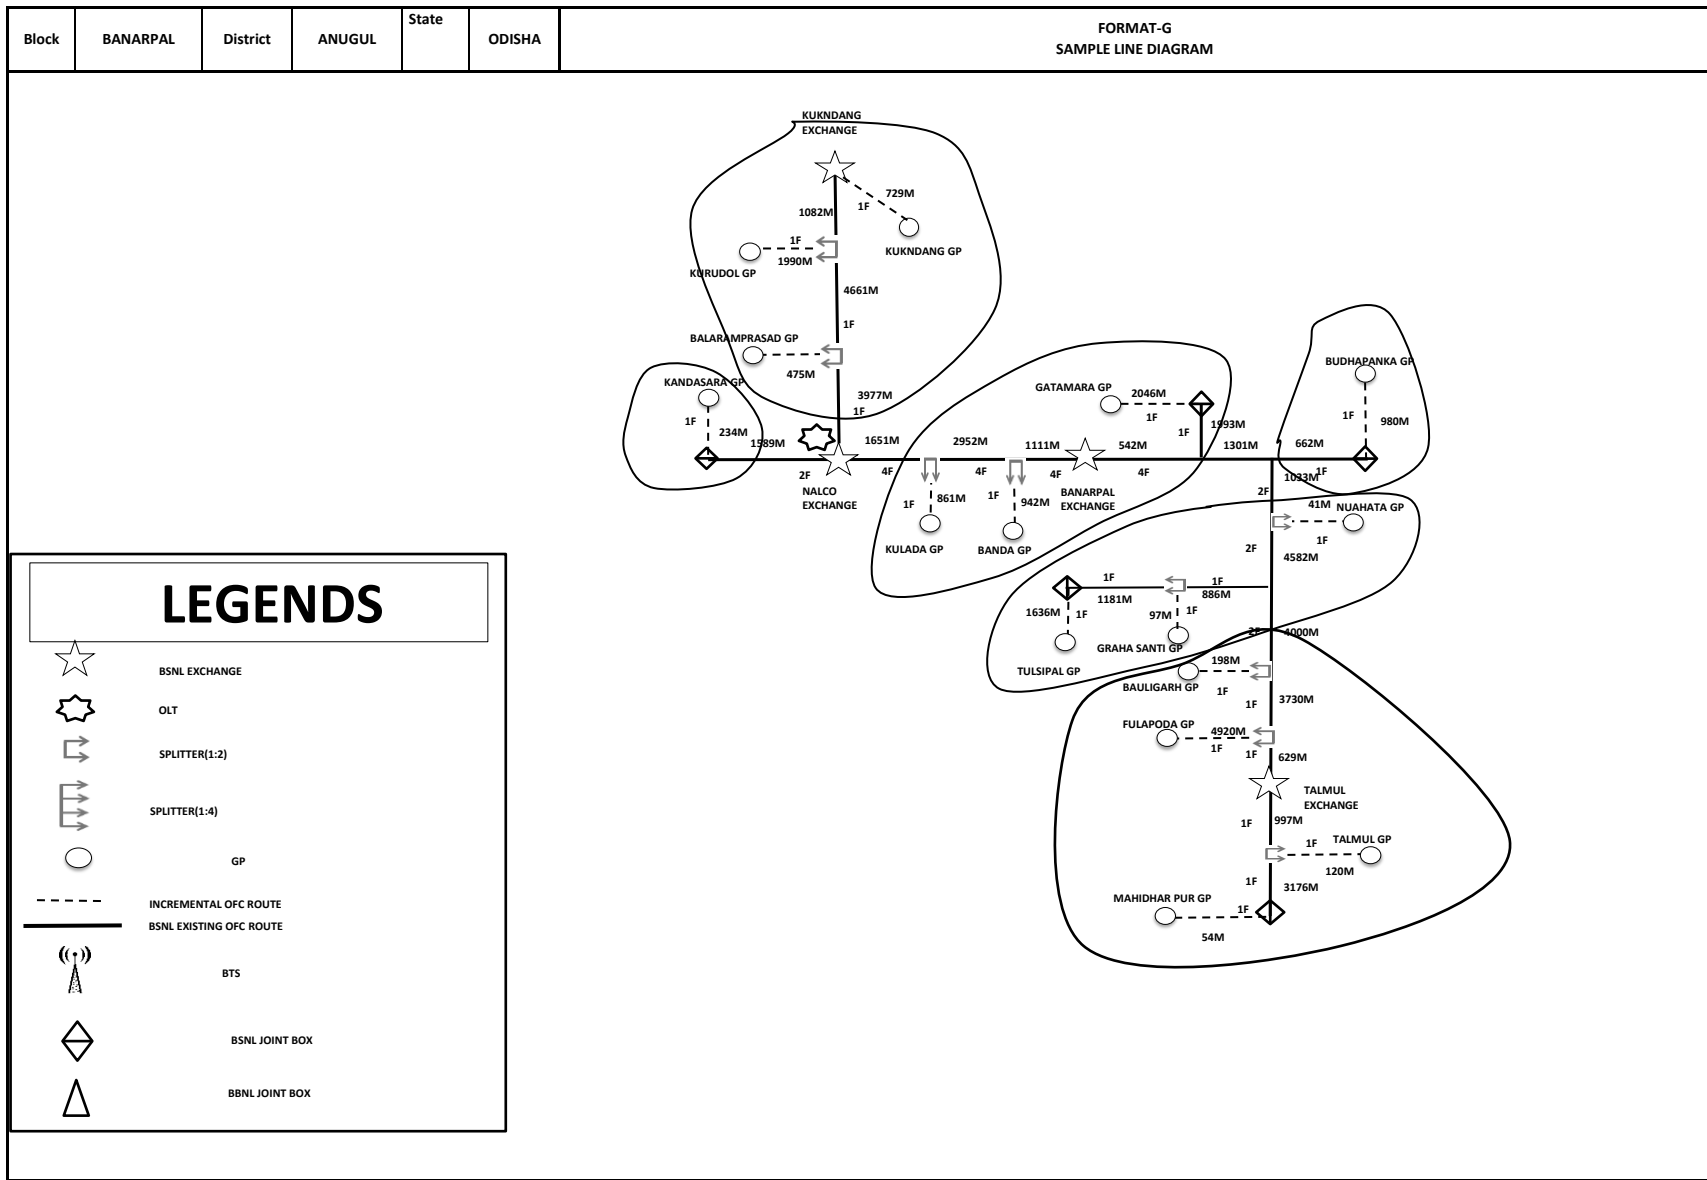 Block
BANARPAL
District
ANUGUL
State
ODISHA
FORMAT-G
SAMPLE LINE DIAGRAM
KUKNDANG
EXCHANGE
729M
1F
1082M
1F
1990M
KURUDOL GP
KUKNDANG GP
4661M
1F
BALARAMPRASAD GP
475M
3977M
1F
KANDASARA GP
1F
234M
1589M
2F
NALCO
EXCHANGE
1651M
4F
2952M
4F
1111M
4F
542M
4F
GATAMARA GP
2046M
1F
1F
1993M
1301M
662M
1F
BUDHAPANKA GP
1F
980M
1F
861M
KULADA GP
1F
942M
BANDA GP
BANARPAL
EXCHANGE
1033M
2F
41M
NUAHATA GP
1F
2F
4582M
1F
1181M
1F
886M
1636M
1F
97M
1F
TULSIPAL GP
GRAHA SANTI GP
2F
4000M
198M
BAULIGARH GP
1F
1F
3730M
FULAPODA GP
4920M
1F
1F
629M
TALMUL
EXCHANGE
1F
997M
1F
TALMUL GP
120M
1F
3176M
MAHIDHAR PUR GP
1F
54M
LEGENDS
BSNL EXCHANGE
OLT
SPLITTER(1:2)
SPLITTER(1:4)
GP
INCREMENTAL OFC ROUTE
BSNL EXISTING OFC ROUTE
BTS
BSNL JOINT BOX
BBNL JOINT BOX